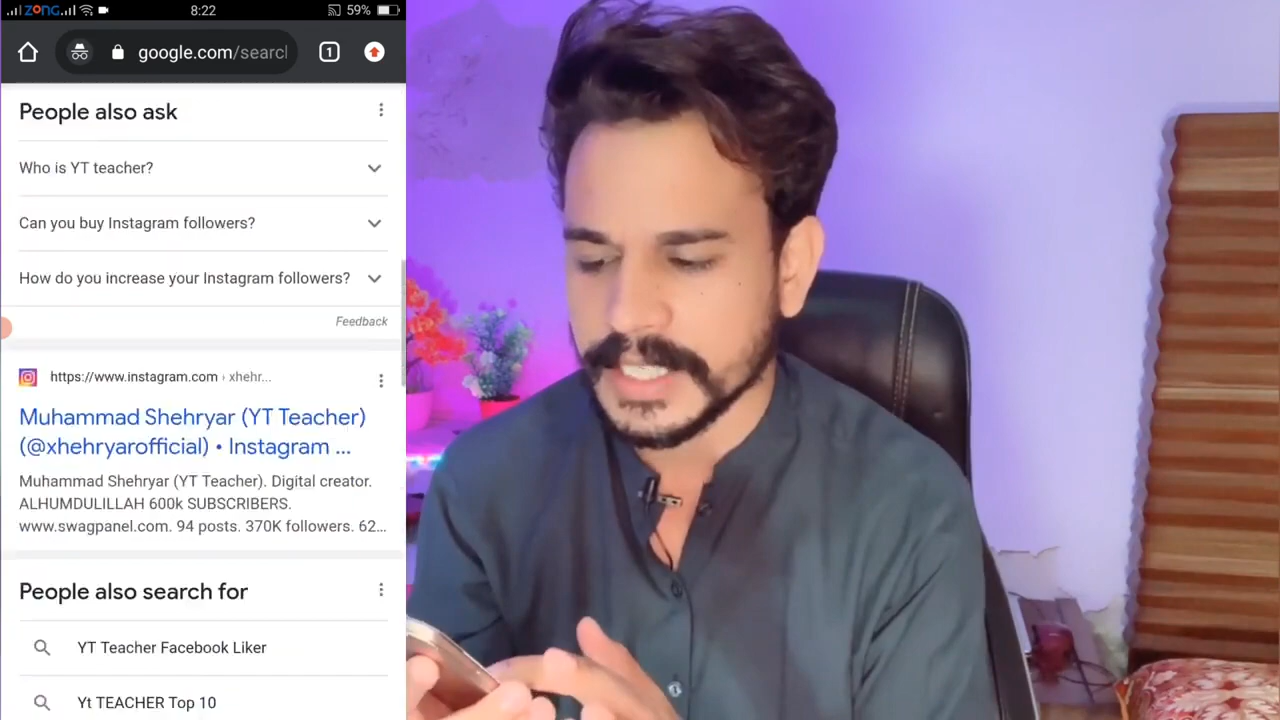 ZONG 8:22 59%
google.com/search 1
People also ask
Who is YT teacher?
Can you buy Instagram followers?
How do you increase your Instagram followers?
Feedback
https://www.instagram.com › xhehr...
Muhammad Shehryar (YT Teacher)
(@xhehryarofficial) • Instagram ...
Muhammad Shehryar (YT Teacher). Digital creator.
ALHUMDULILLAH 600k SUBSCRIBERS.
www.swagpanel.com. 94 posts. 370K followers. 62...
People also search for
YT Teacher Facebook Liker
Yt TEACHER Top 10